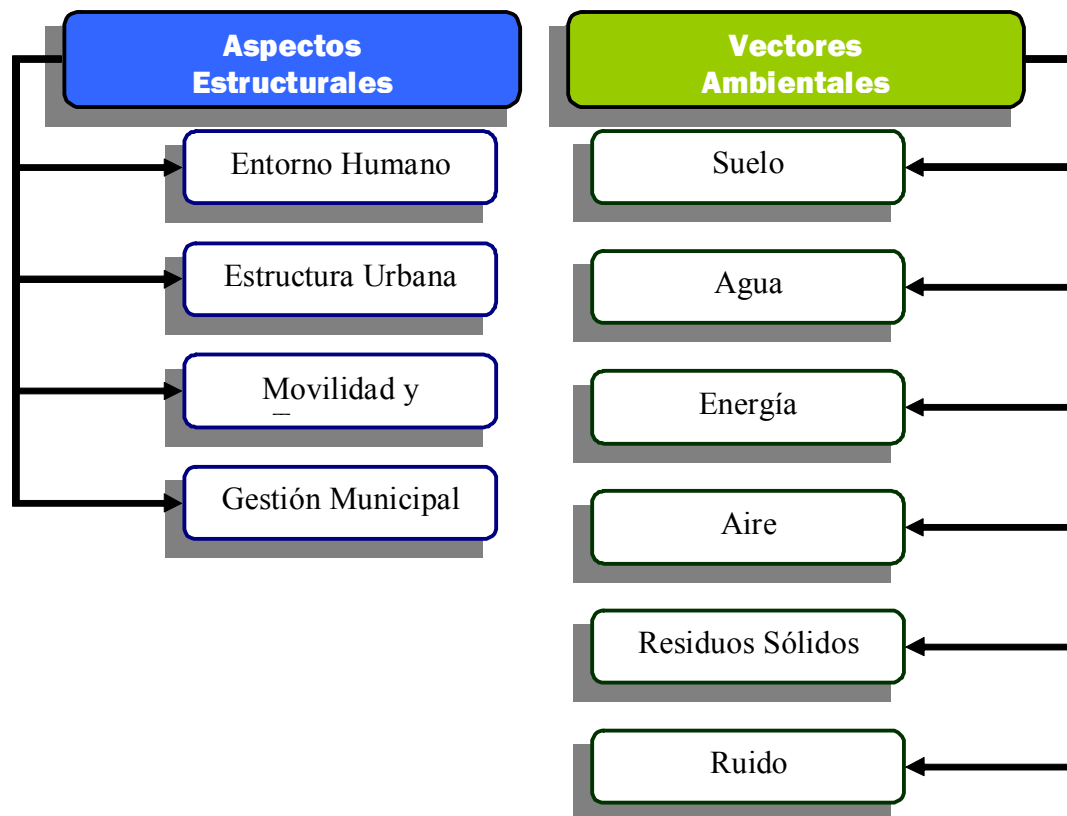 Aspectos
Estructurales
Entorno Humano
Estructura Urbana
Movilidad y
Gestión Municipal
Vectores
Ambientales
Suelo
Agua
Energía
Aire
Residuos Sólidos
Ruido